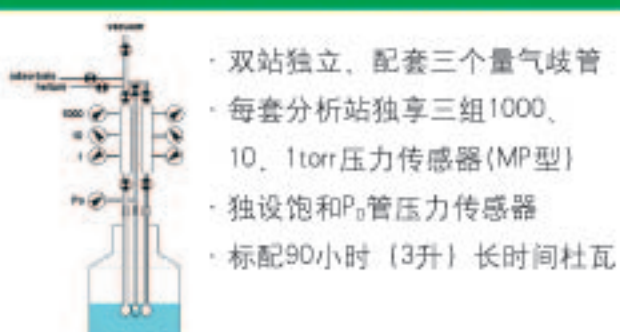 vacuum
adsorbate
helium
1000
10
1
Po
· 双站独立、配套三个量气歧管
· 每套分析站独享三组1000、
10、1torr压力传感器(MP型)
· 独设饱和P₀管压力传感器
· 标配90小时（3升）长时间杜瓦